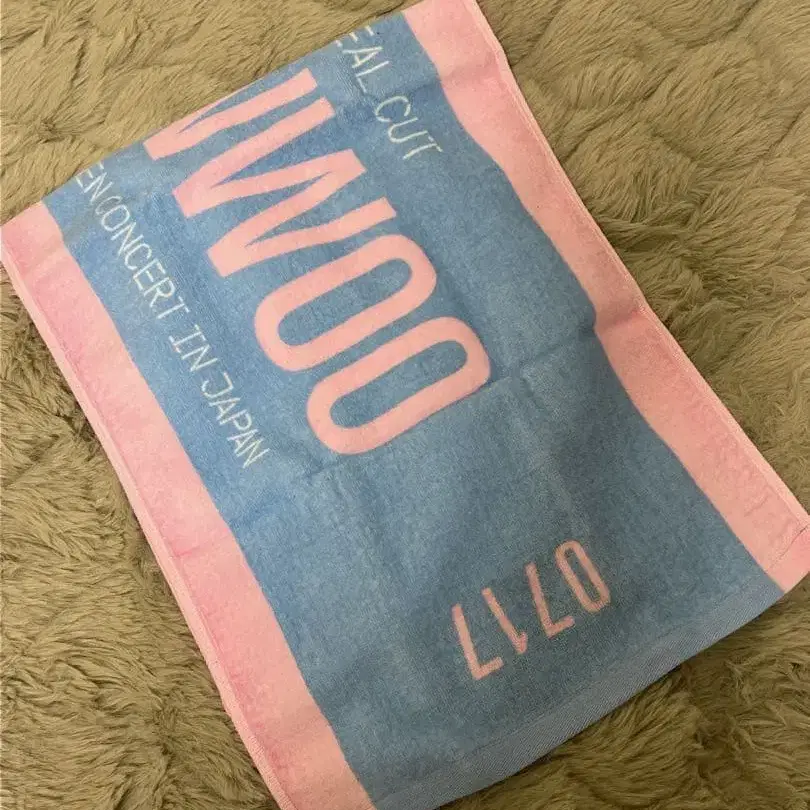 EAL CUT
WOO
EN CONCERT IN JAPAN
0717